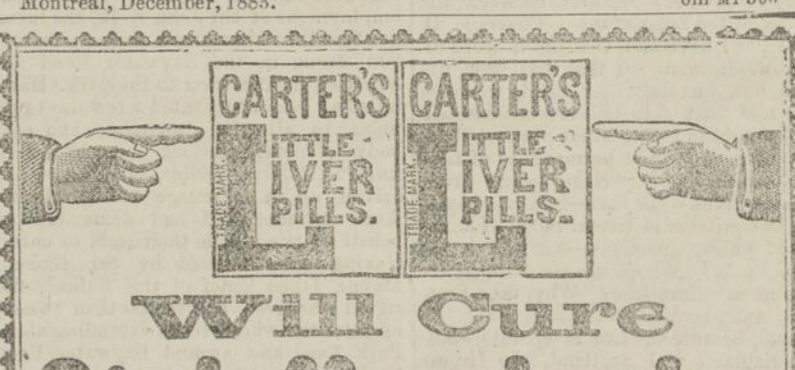 Montreal, December, 1885.
CARTER'S CARTER'S
LITTLE LITTLE
IVER IVER
PILLS. PILLS.
TRADE MARK. TRADE MARK.
Will Cure